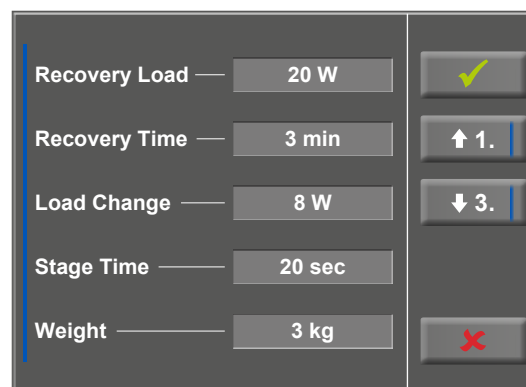 Recovery Load 20 W
Recovery Time 3 min
1.
Load Change 8 W
3.
Stage Time 20 sec
Weight 3 kg